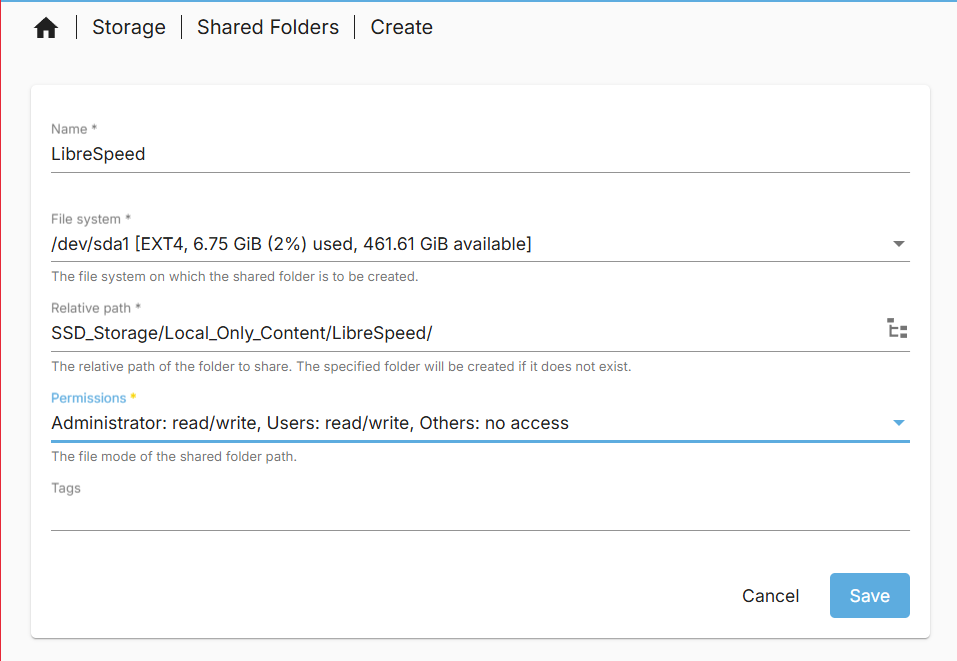 Storage | Shared Folders | Create
Name *
LibreSpeed
File system *
/dev/sda1 [EXT4, 6.75 GiB (2%) used, 461.61 GiB available]
The file system on which the shared folder is to be created.
Relative path *
SSD_Storage/Local_Only_Content/LibreSpeed/
The relative path of the folder to share. The specified folder will be created if it does not exist.
Permissions *
Administrator: read/write, Users: read/write, Others: no access
The file mode of the shared folder path.
Tags
Cancel Save